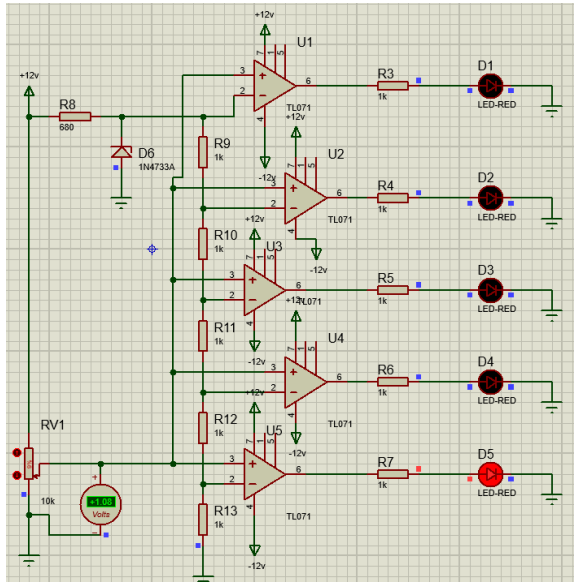 +12v
U1
7
1
5
3
2
6
4
TL071
-12v
R3
1k
D1
LED-RED
+12v
R8
680
D6
1N4733A
R9
1k
+12v
U2
7
1
5
3
2
6
4
TL071
-12v
R4
1k
D2
LED-RED
R10
1k
+12v
U3
7
1
5
3
2
6
4
TL071
-12v
R5
1k
D3
LED-RED
R11
1k
+12v
U4
7
1
5
3
2
6
4
TL071
-12v
R6
1k
D4
LED-RED
R12
1k
+12v
U5
7
1
5
3
2
6
4
TL071
-12v
R7
1k
D5
LED-RED
RV1
10k
+1.08
Volts
R13
1k